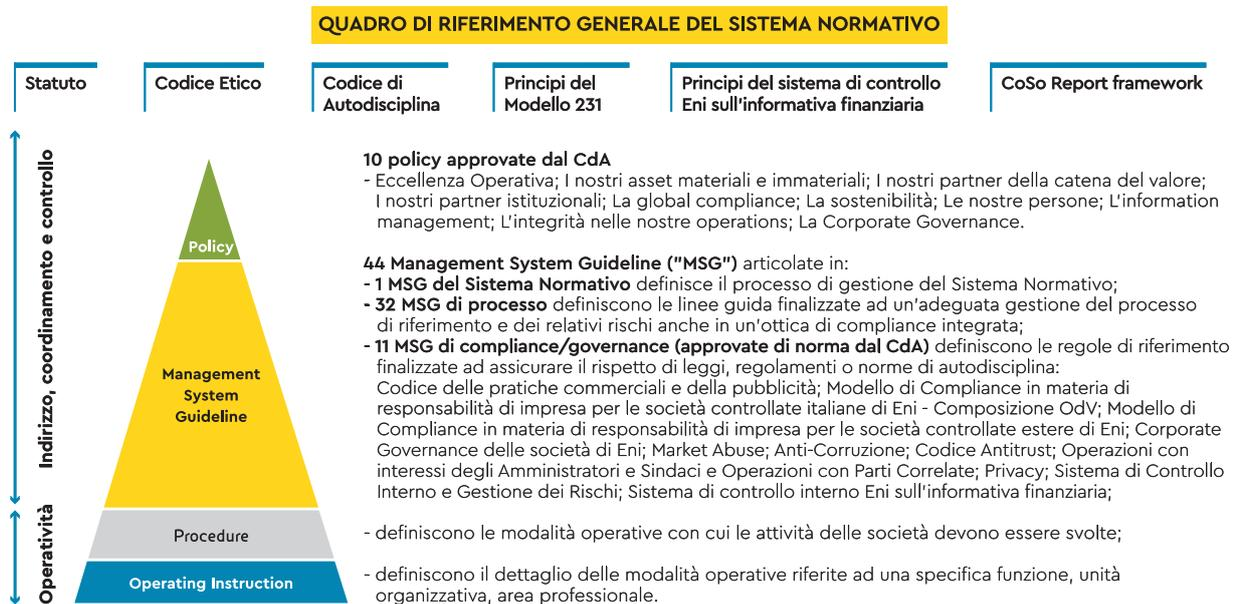 QUADRO DI RIFERIMENTO GENERALE DEL SISTEMA NORMATIVO
Statuto
Codice Etico
Codice di
Autodisciplina
Principi del
Modello 231
Principi del sistema di controllo
Eni sull'informativa finanziaria
CoSo Report framework
Indirizzo, coordinamento e controllo
Policy
10 policy approvate dal CdA
- Eccellenza Operativa; I nostri asset materiali e immateriali; I nostri partner della catena del valore;
I nostri partner istituzionali; La global compliance; La sostenibilità; Le nostre persone; L'information
management; L'integrità nelle nostre operations; La Corporate Governance.
Management
System
Guideline
44 Management System Guideline ("MSG") articolate in:
- 1 MSG del Sistema Normativo definisce il processo di gestione del Sistema Normativo;
- 32 MSG di processo definiscono le linee guida finalizzate ad un'adeguata gestione del processo
di riferimento e dei relativi rischi anche in un'ottica di compliance integrata;
- 11 MSG di compliance/governance (approvate di norma dal CdA) definiscono le regole di riferimento
finalizzate ad assicurare il rispetto di leggi, regolamenti o norme di autodisciplina:
Codice delle pratiche commerciali e della pubblicità; Modello di Compliance in materia di
responsabilità di impresa per le società controllate italiane di Eni - Composizione OdV; Modello di
Compliance in materia di responsabilità di impresa per le società controllate estere di Eni; Corporate
Governance delle società di Eni; Market Abuse; Anti-Corruzione; Codice Antitrust; Operazioni con
interessi degli Amministratori e Sindaci e Operazioni con Parti Correlate; Privacy; Sistema di Controllo
Interno e Gestione dei Rischi; Sistema di controllo interno Eni sull'informativa finanziaria;
Operatività
Procedure
- definiscono le modalità operative con cui le attività delle società devono essere svolte;
Operating Instruction
- definiscono il dettaglio delle modalità operative riferite ad una specifica funzione, unità
organizzativa, area professionale.